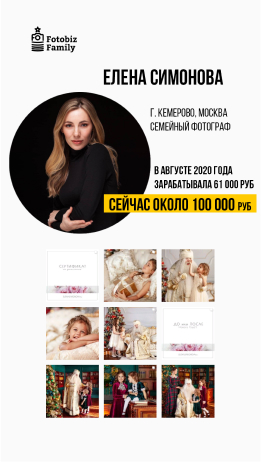 Fotobiz
Family
ЕЛЕНА СИМОНОВА
Г. КЕМЕРОВО, МОСКВА
СЕМЕЙНЫЙ ФОТОГРАФ
В АВГУСТЕ 2020 ГОДА
ЗАРАБАТЫВАЛА 61 000 РУБ
СЕЙЧАС ОКОЛО 100 000 РУБ